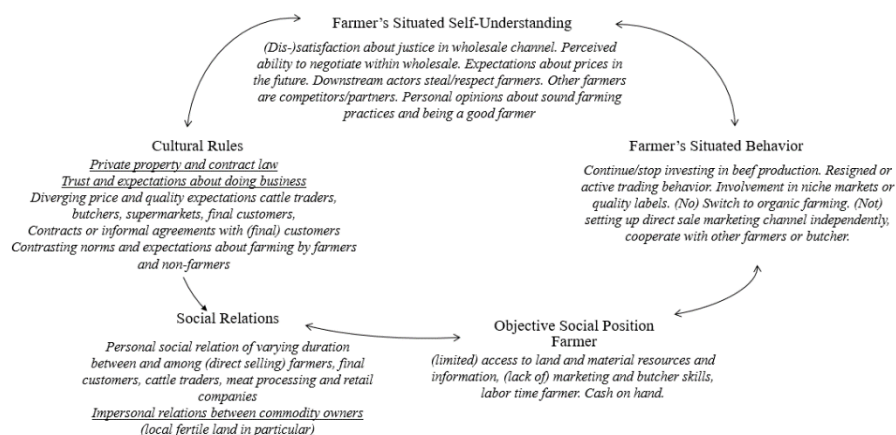 Farmer's Situated Self-Understanding
(Dis-)satisfaction about justice in wholesale channel. Perceived
ability to negotiate within wholesale. Expectations about prices in
the future. Downstream actors steal/respect farmers. Other farmers
are competitors/partners. Personal opinions about sound farming
practices and being a good farmer
Cultural Rules
Private property and contract law
Trust and expectations about doing business
Diverging price and quality expectations cattle traders,
butchers, supermarkets, final customers,
Contracts or informal agreements with (final) customers
Contrasting norms and expectations about farming by farmers
and non-farmers
Farmer's Situated Behavior
Continue/stop investing in beef production. Resigned or
active trading behavior. Involvement in niche markets or
quality labels. (No) Switch to organic farming. (Not)
setting up direct sale marketing channel independently,
cooperate with other farmers or butcher.
Social Relations
Personal social relation of varying duration
between and among (direct selling) farmers, final
customers, cattle traders, meat processing and retail
companies
Impersonal relations between commodity owners
(local fertile land in particular)
Objective Social Position
Farmer
(limited) access to land and material resources and
information, (lack of) marketing and butcher skills,
labor time farmer. Cash on hand.